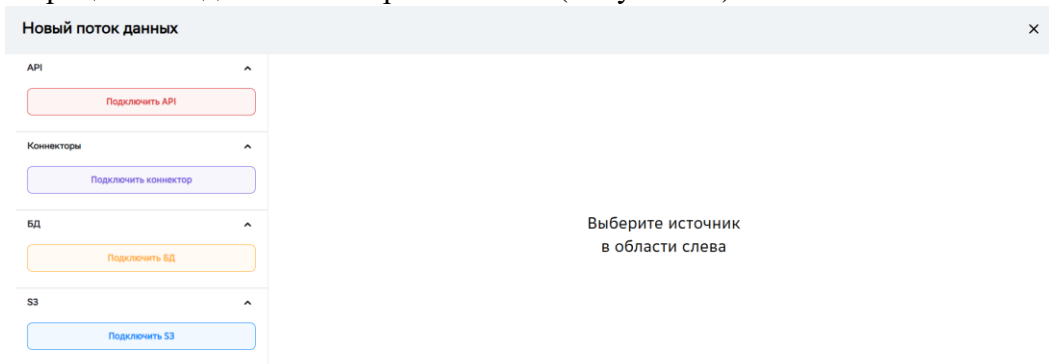 Новый поток данных
API
Подключить API
Коннекторы
Подключить коннектор
БД
Подключить БД
S3
Подключить S3
Выберите источник
в области слева